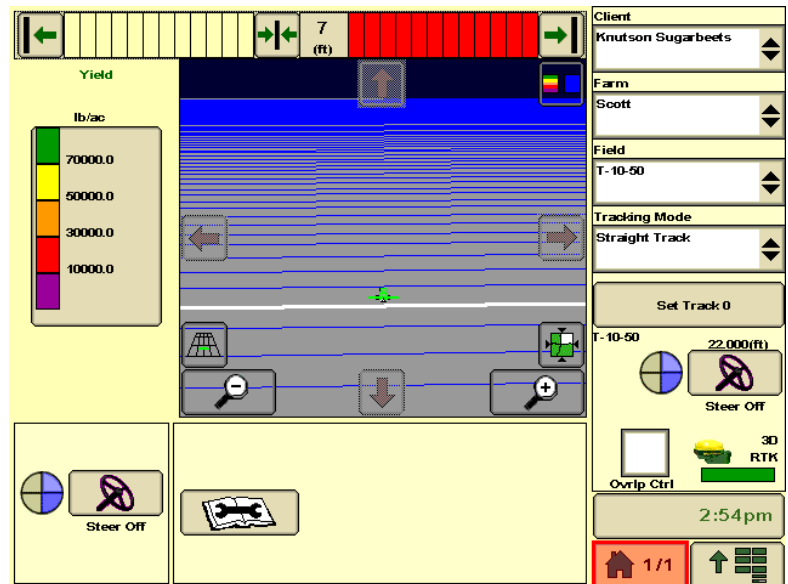 7
(ft)
Yield
lb/ac
70000.0
50000.0
30000.0
10000.0
Client
Knutson Sugarbeets
Farm
Scott
Field
T-10-50
Tracking Mode
Straight Track
Set Track 0
T-10-50
22.000(ft)
Steer Off
3D
RTK
Ovrlp Ctrl
Steer Off
2:54pm
1/1